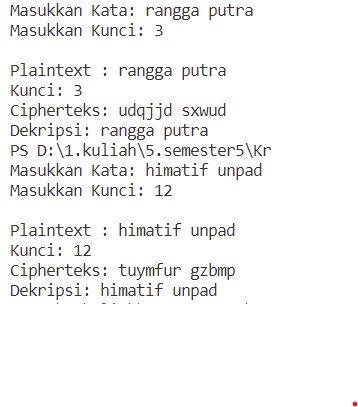 Masukkan Kata: rangga putra
Masukkan Kunci: 3
Plaintext : rangga putra
Kunci: 3
Cipherteks: udqjjd sxwud
Dekripsi: rangga putra
PS D:\1.kuliah\5.semester5\Kr
Masukkan Kata: himatif unpad
Masukkan Kunci: 12
Plaintext : himatif unpad
Kunci: 12
Cipherteks: tuymfur gzbmp
Dekripsi: himatif unpad